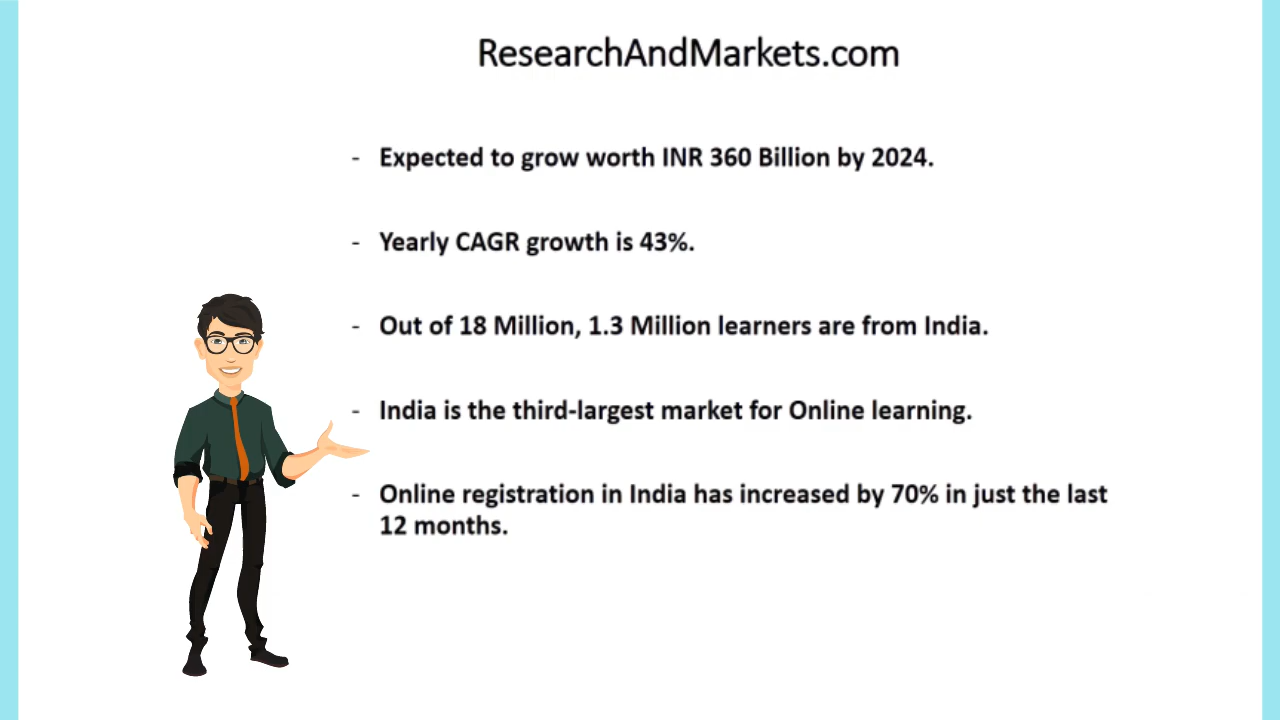 ResearchAndMarkets.com
- Expected to grow worth INR 360 Billion by 2024.
- Yearly CAGR growth is 43%.
- Out of 18 Million, 1.3 Million learners are from India.
- India is the third-largest market for Online learning.
- Online registration in India has increased by 70% in just the last
12 months.